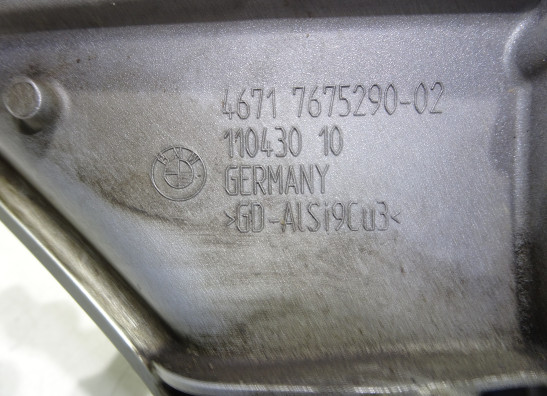 4671 7675290-02
110430 10
GERMANY
>GD-AlSi9Cu3<